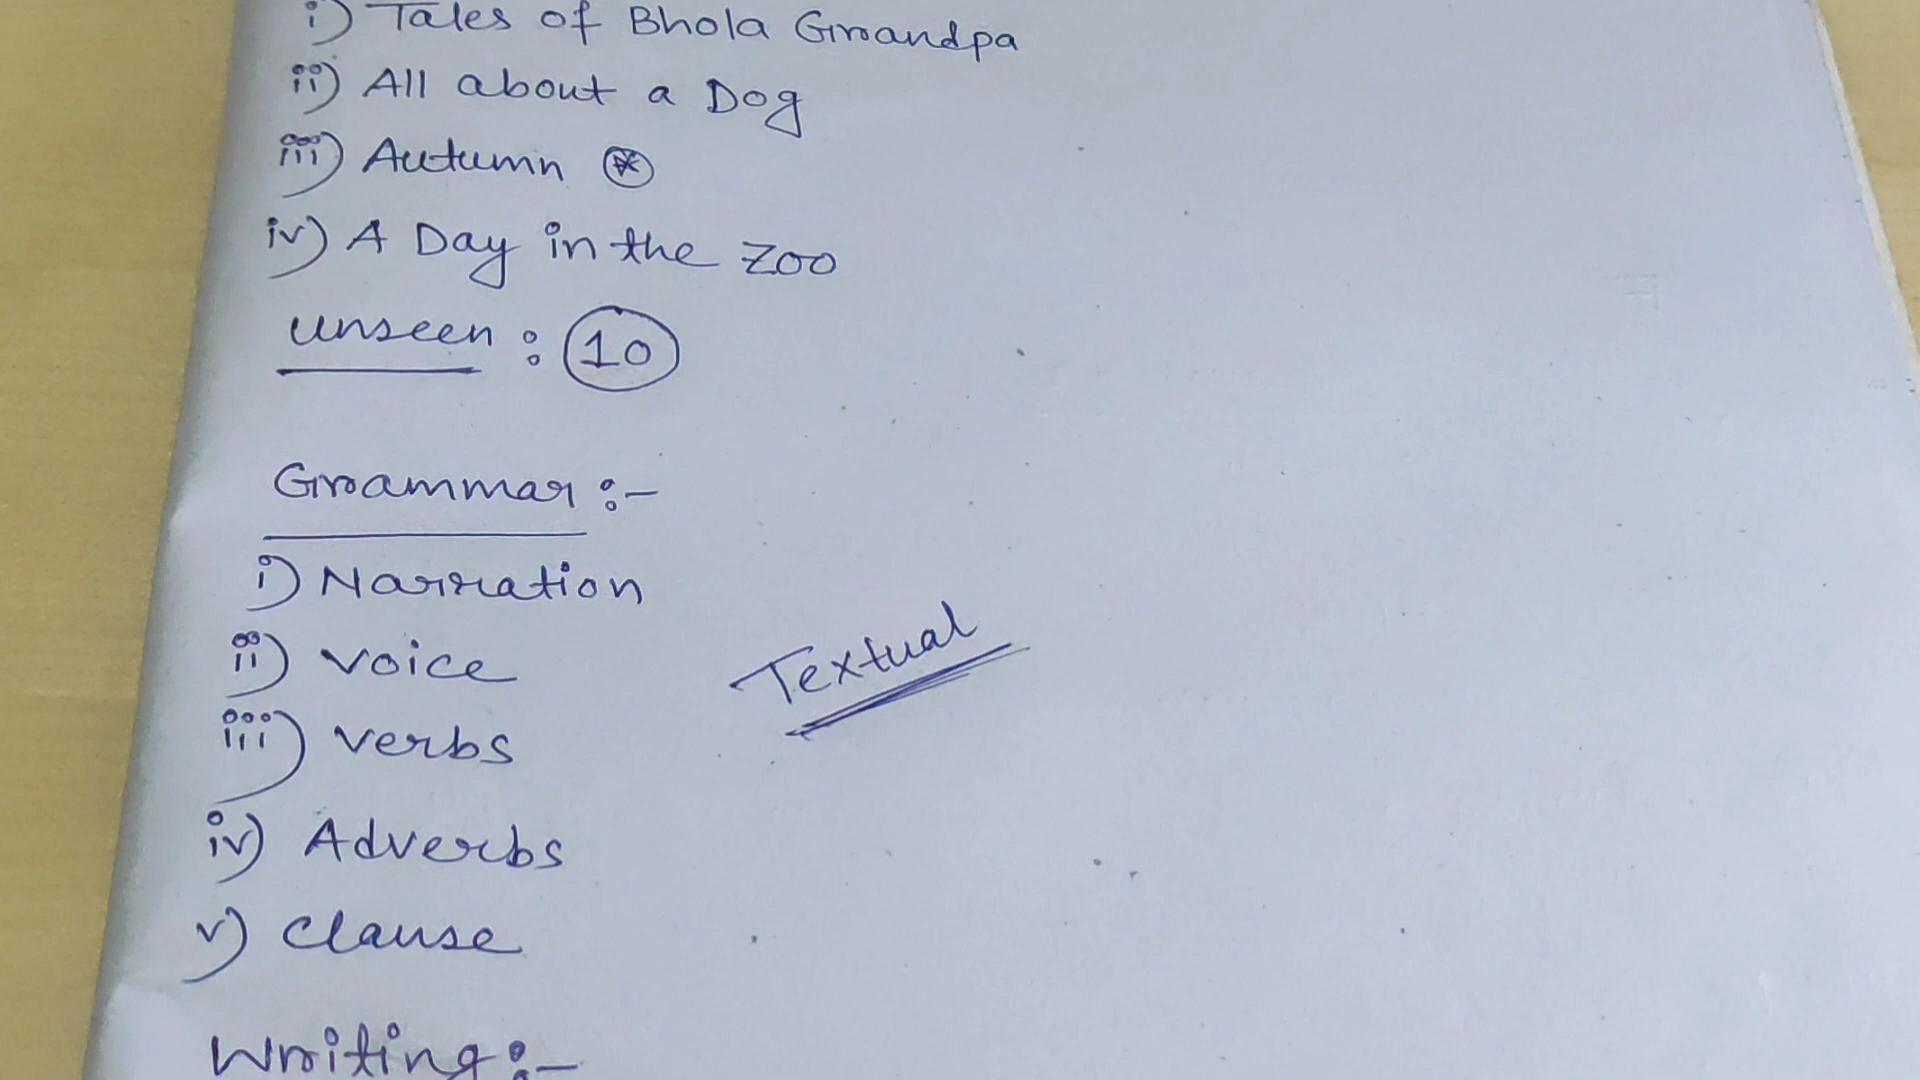 i) Tales of Bhola Grandpa
ii) All about a Dog
iii) Autumn ⍟
iv) A Day in the Zoo
unseen : 10
Grammar :-
i) Narration
ii) voice
Textual
iii) verbs
iv) Adverbs
v) Clause
Writing :-